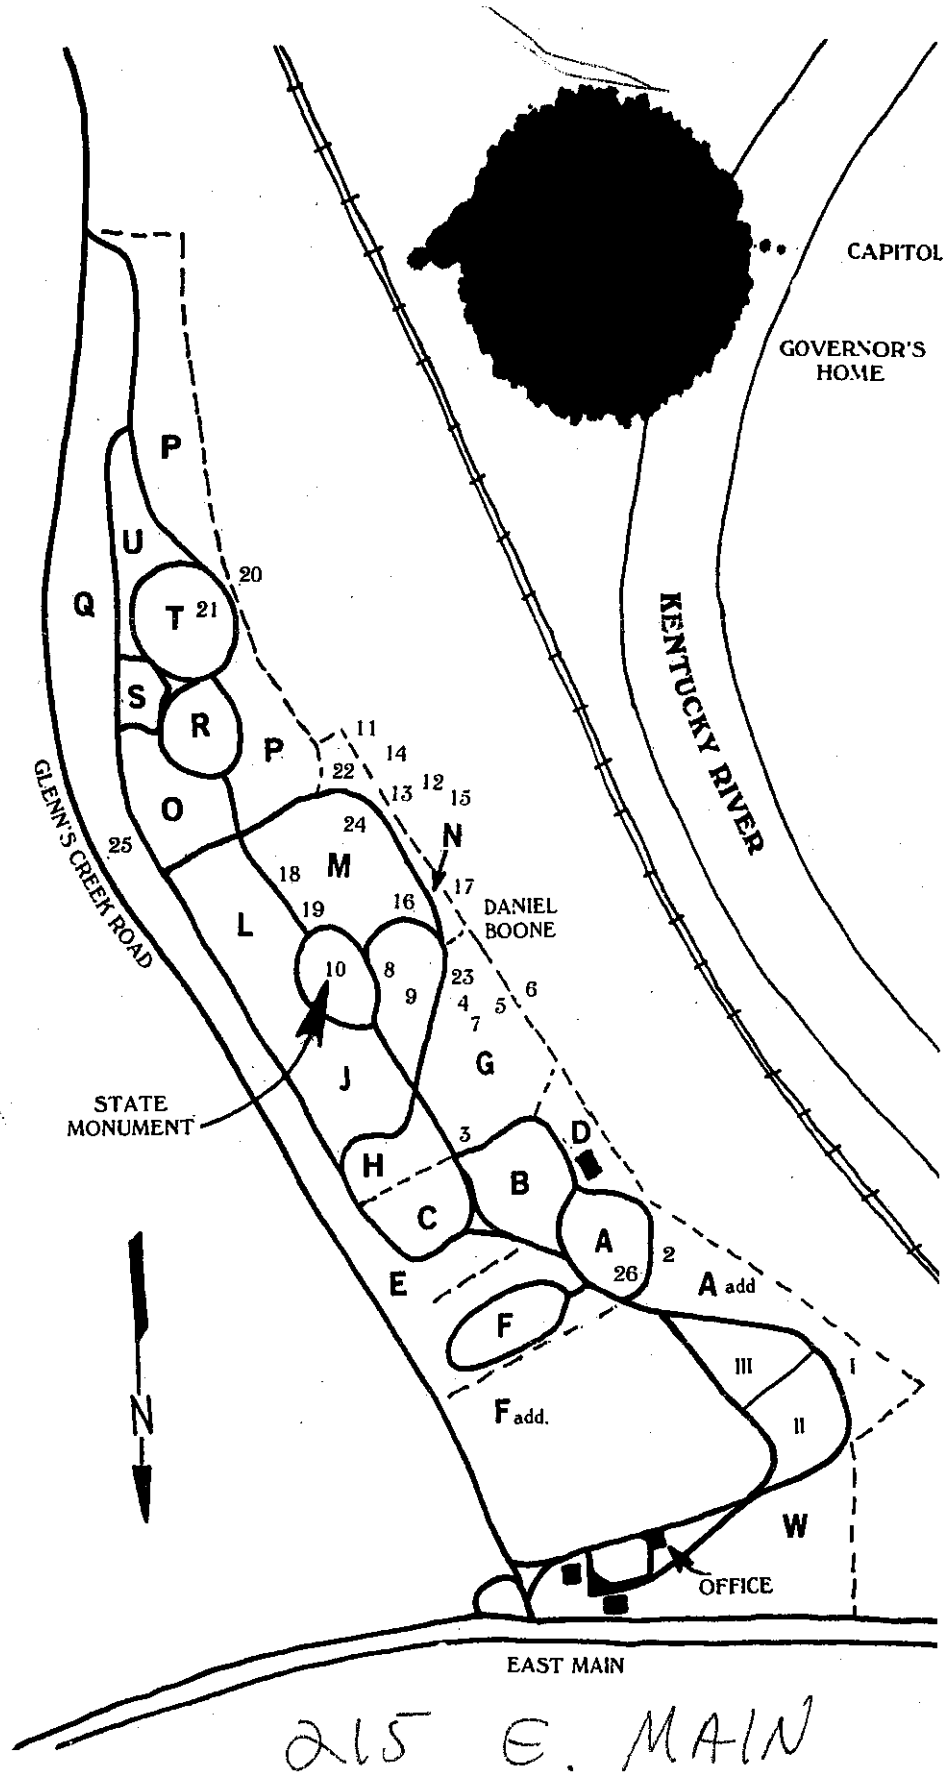 CAPITOL
GOVERNOR'S
HOME
P
U
20
Q
T 21
KENTUCKY RIVER
S
R
11
P
14
22
12
13
15
GLENN'S CREEK ROAD
O
24
N
25
M
18
17
16
DANIEL
BOONE
19
L
10
8
23
6
9
4
5
7
G
J
STATE
MONUMENT
3
D
H
B
C
A
2
26
E
A add
F
III
I
F add.
II
N
W
OFFICE
EAST MAIN
215 E. MAIN